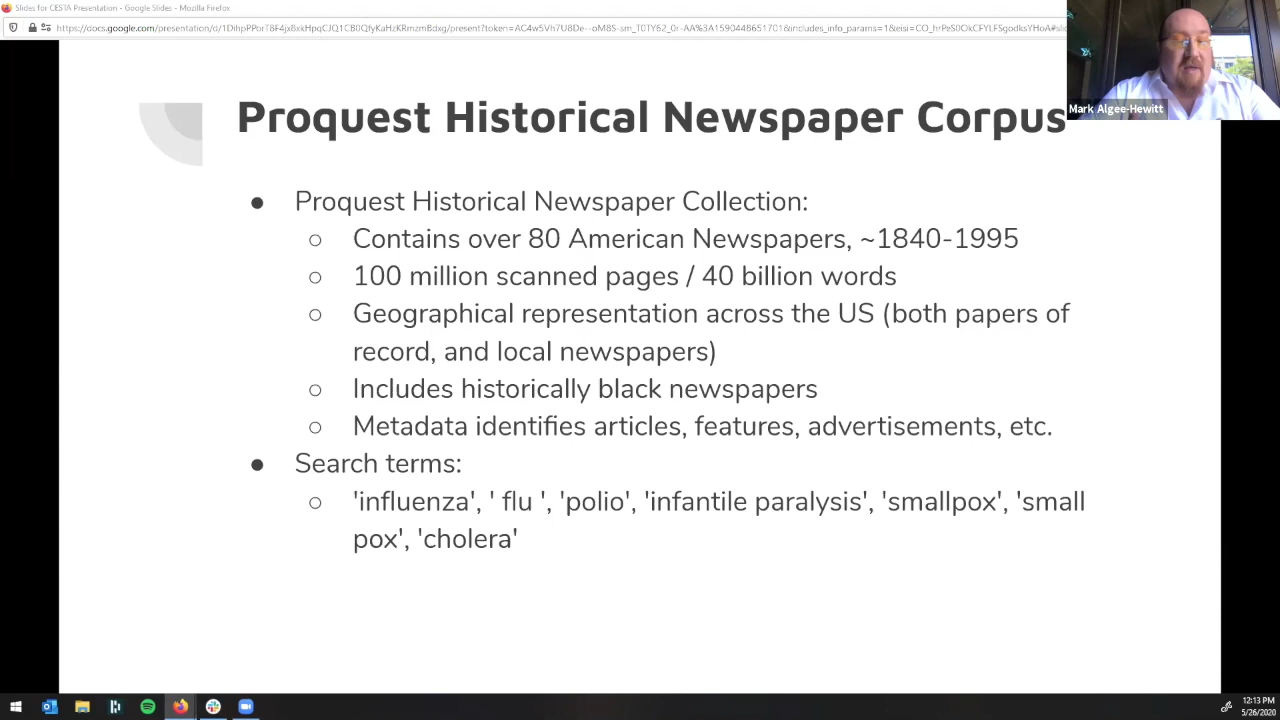 Slides for CESTA Presentation - Google Slides - Mozilla Firefox
Mark Algee-Hewitt
Proquest Historical Newspaper Corpus
● Proquest Historical Newspaper Collection:
○ Contains over 80 American Newspapers, ~1840-1995
○ 100 million scanned pages / 40 billion words
○ Geographical representation across the US (both papers of
record, and local newspapers)
○ Includes historically black newspapers
○ Metadata identifies articles, features, advertisements, etc.
● Search terms:
○ 'influenza', ' flu ', 'polio', 'infantile paralysis', 'smallpox', 'small
pox', 'cholera'
12:13 PM
5/26/2020